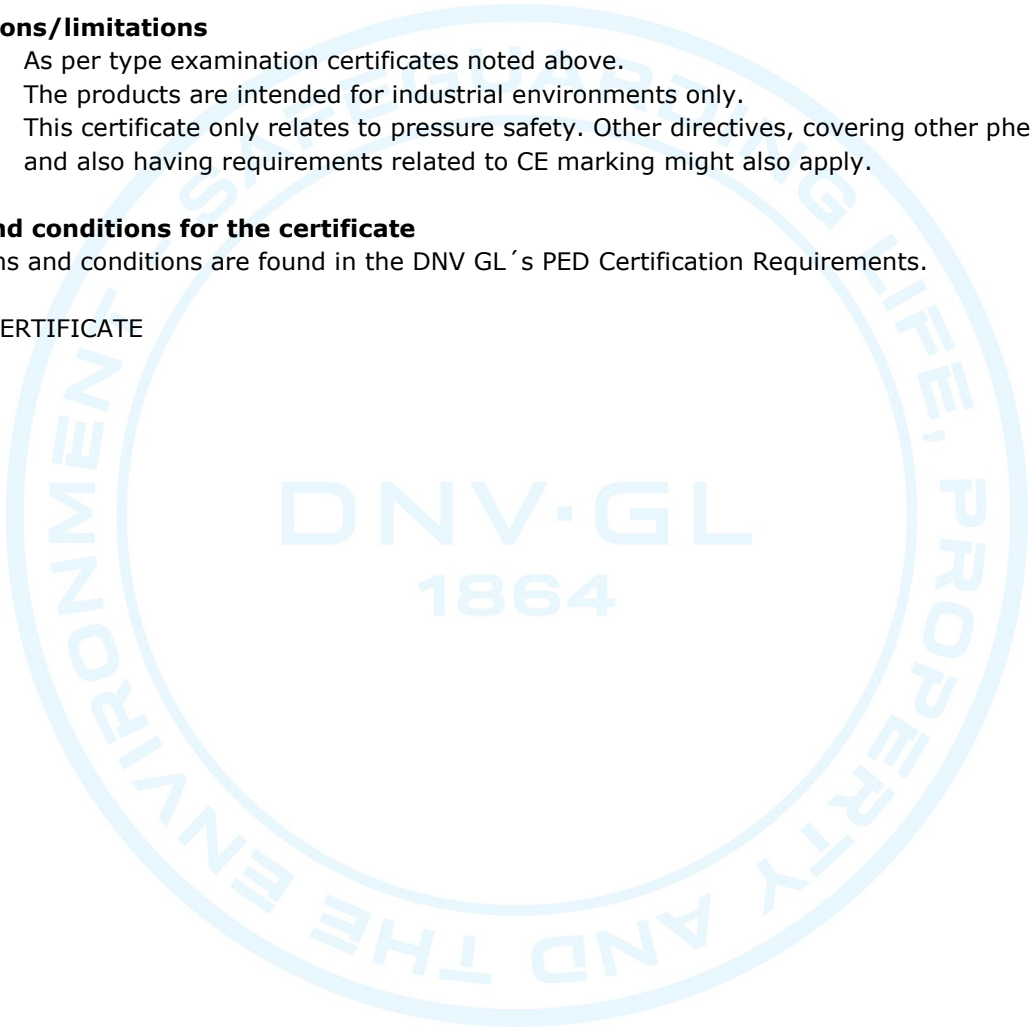 ons/limitations
As per type examination certificates noted above.
The products are intended for industrial environments only.
This certificate only relates to pressure safety. Other directives, covering other phe
and also having requirements related to CE marking might also apply.
nd conditions for the certificate
ns and conditions are found in the DNV GL´s PED Certification Requirements.
ERTIFICATE
SAFEGUARDING LIFE, PROPERTY AND THE ENVIRONMENT
DNV·GL
1864